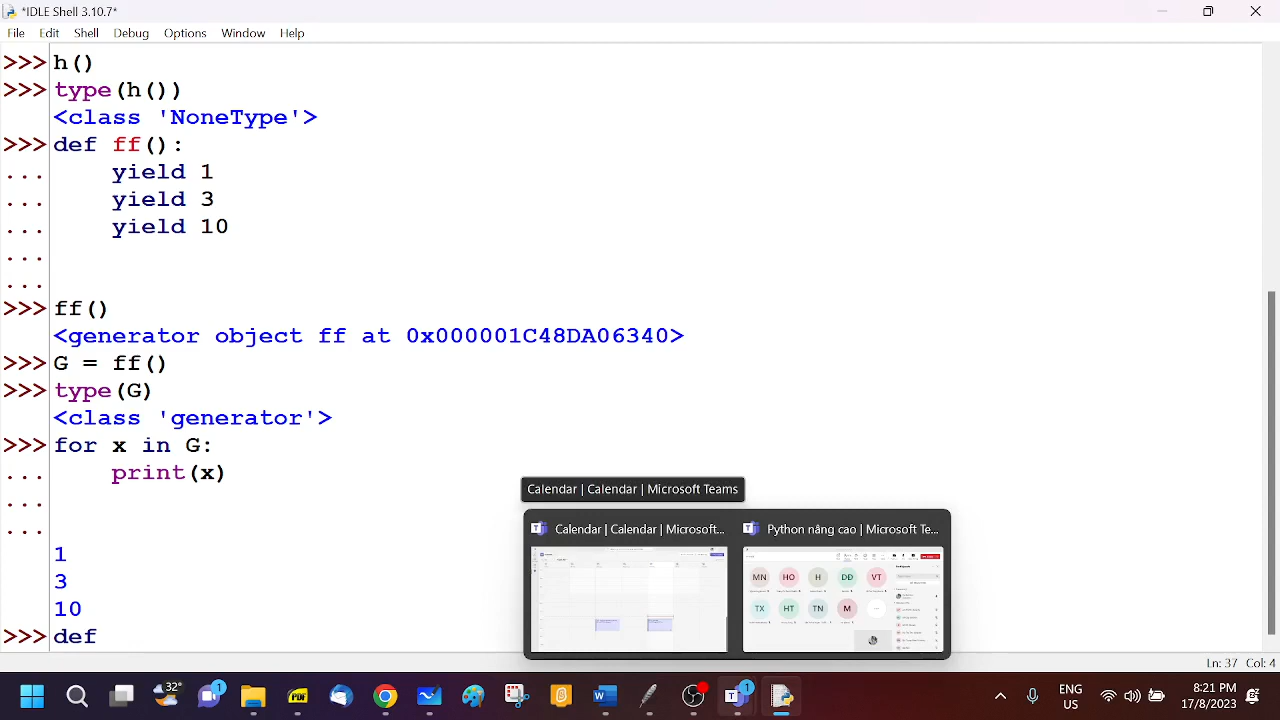 *IDLE Shell 3.10.7*
File Edit Shell Debug Options Window Help
>>> h()
>>> type(h())
<class 'NoneType'>
>>> def ff():
... yield 1
... yield 3
... yield 10
...
...
>>> ff()
<generator object ff at 0x000001C48DA06340>
>>> G = ff()
>>> type(G)
<class 'generator'>
>>> for x in G:
... print(x)
...
...
1
3
10
>>> def
Calendar | Calendar | Microsoft Teams
Calendar | Calendar | Microsoft...
Python nâng cao | Microsoft Te...
MN HO H DD VT
TX HT TN M ...
Ln: 37 Col: 4
32°
1
PDF
1
ENG
US
8:21 PM
17/8/2023